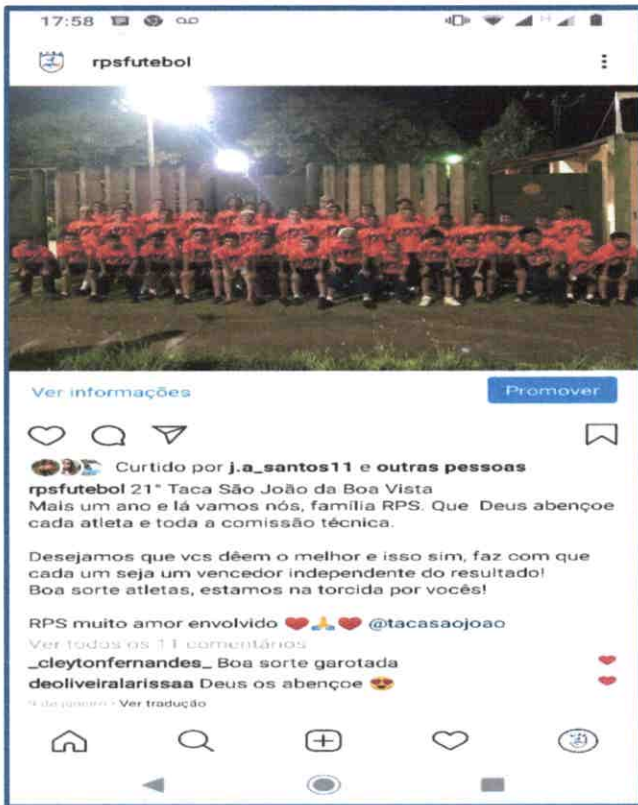 17:58
rpsfutebol
Ver informações
Promover
Curtido por j.a_santos11 e outras pessoas
rpsfutebol 21° Taca São João da Boa Vista
Mais um ano e lá vamos nós, família RPS. Que Deus abençoe
cada atleta e toda a comissão técnica.
Desejamos que vcs dêem o melhor e isso sim, faz com que
cada um seja um vencedor independente do resultado!
Boa sorte atletas, estamos na torcida por vocês!
RPS muito amor envolvido ❤️🙏❤️ @tacasaojoao
Ver todos os 11 comentários
_cleytonfernandes_ Boa sorte garotada
deoliveiralarissaa Deus os abençoe 😍
9 de janeiro · Ver tradução